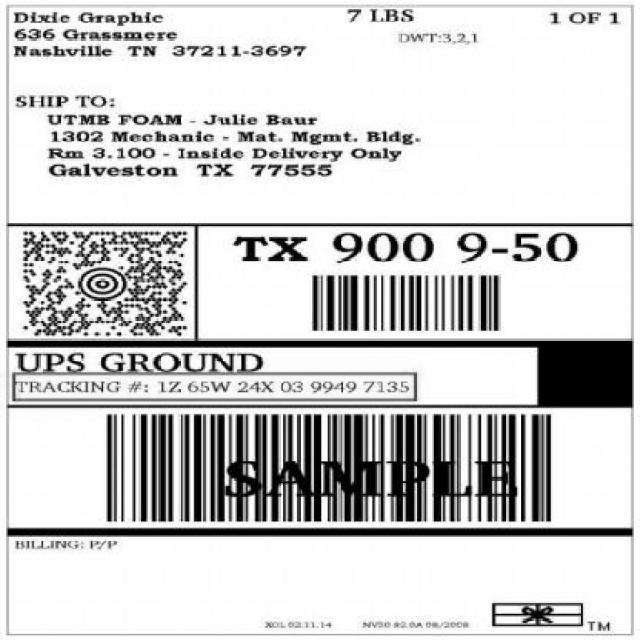 Dixie Graphic
636 Grassmere
Nashville TN 37211-3697
7 LBS
1 OF 1
DWT:3,2,1
SHIP TO:
UTMB FOAM - Julie Baur
1302 Mechanic - Mat. Mgmt. Bldg.
Rm 3.100 - Inside Delivery Only
Galveston TX 77555
TX 900 9-50
UPS GROUND
TRACKING #: 1Z 65W 24X 03 9949 7135
SAMPLE
BILLING: P/P
XOL 02.11.14 NV50 82.0A 08/2008
TM